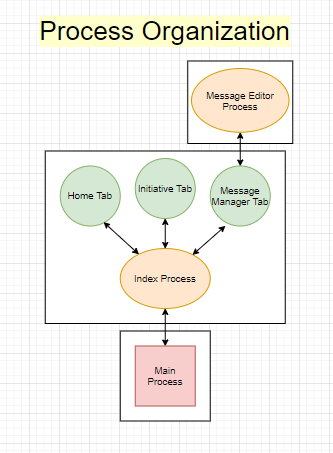 Process Organization
Message Editor
Process
Home Tab
Initiative Tab
Message
Manager Tab
Index Process
Main
Process